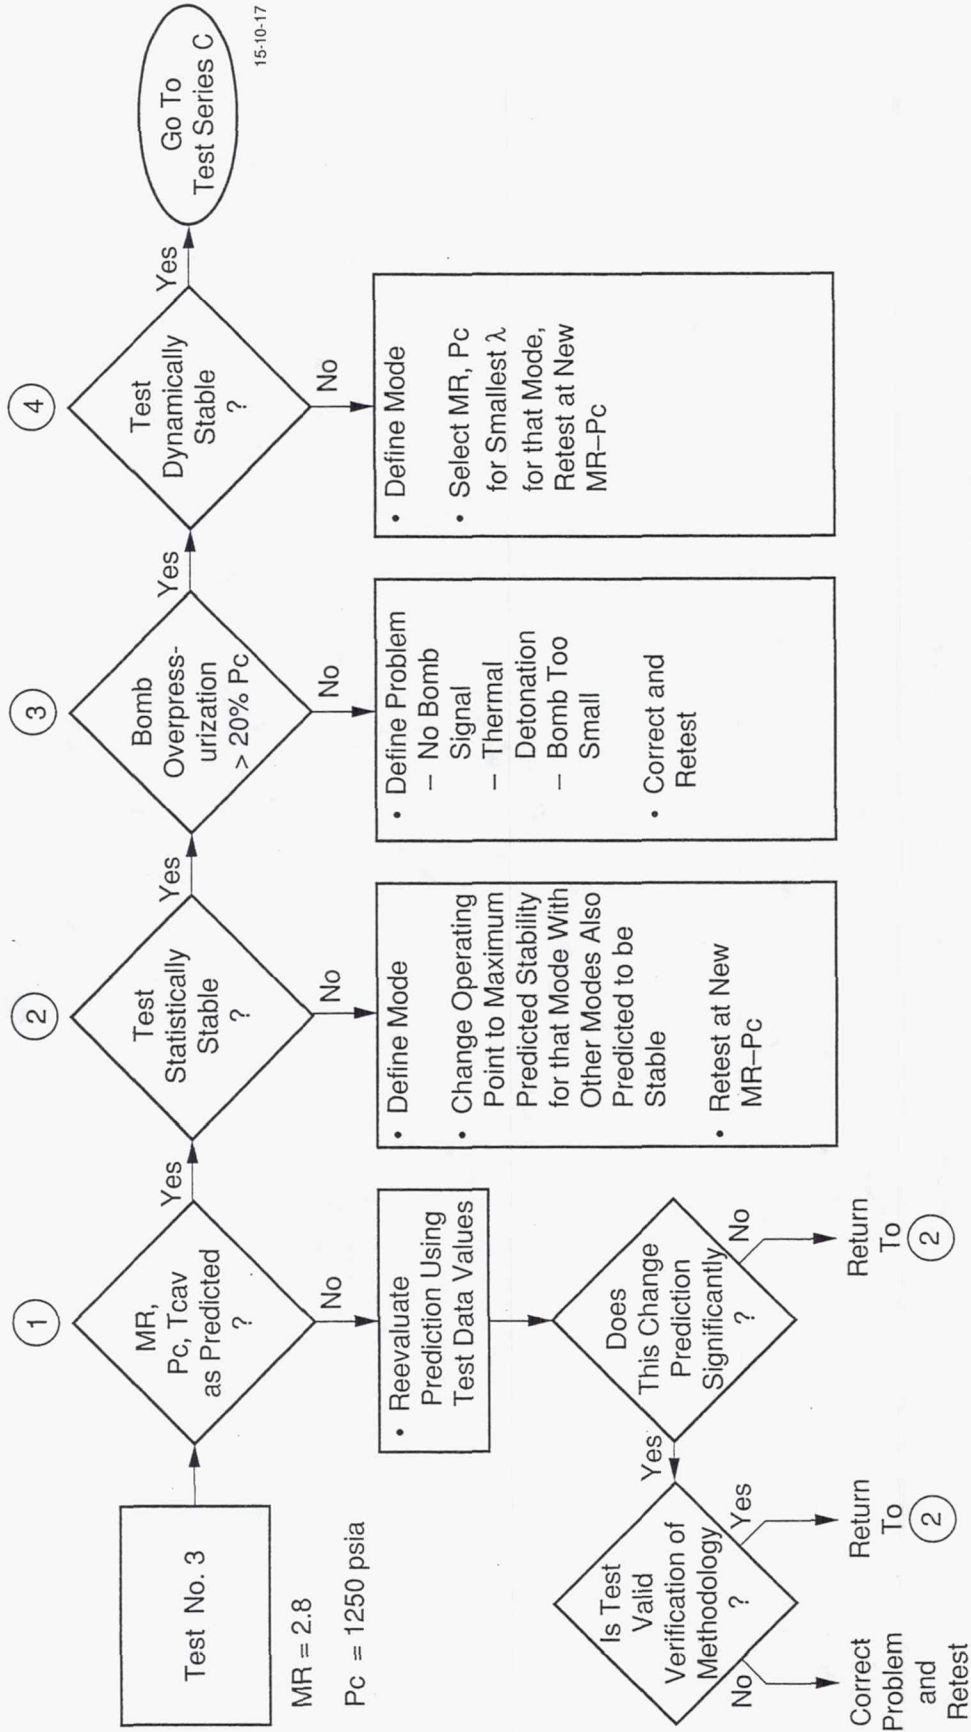 Test No. 3
MR = 2.8
Pc = 1250 psia
1
MR,
Pc, Tcav
as Predicted
?
Yes
No
2
Test
Statistically
Stable
?
Yes
No
3
Bomb
Overpress-
urization
> 20% Pc
Yes
No
4
Test
Dynamically
Stable
?
Yes
No
Go To
Test Series C
15-10-17
• Reevaluate
Prediction Using
Test Data Values
• Define Mode
• Change Operating
Point to Maximum
Predicted Stability
for that Mode With
Other Modes Also
Predicted to be
Stable
• Retest at New
MR–Pc
• Define Problem
– No Bomb
Signal
– Thermal
Detonation
– Bomb Too
Small
• Correct and
Retest
• Define Mode
• Select MR, Pc
for Smallest λ
for that Mode,
Retest at New
MR–Pc
Does
This Change
Prediction
Significantly
?
Yes
No
Return
To
2
Is Test
Valid
Verification of
Methodology
?
Yes
Return
To
2
No
Correct
Problem
and
Retest